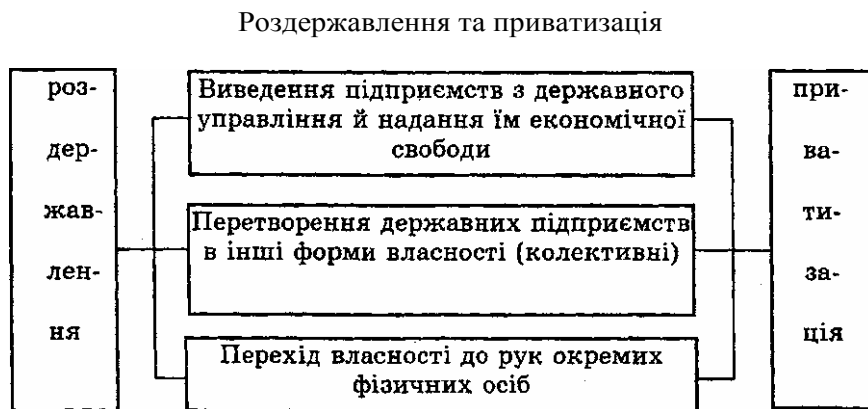 Роздержавлення та приватизація
роз-
дер-
жав-
лен-
ня
Виведення підприємств з державного
управління й надання їм економічної
свободи
Перетворення державних підприємств
в інші форми власності (колективні)
Перехід власності до рук окремих
фізичних осіб
при-
ва-
ти-
за-
ція